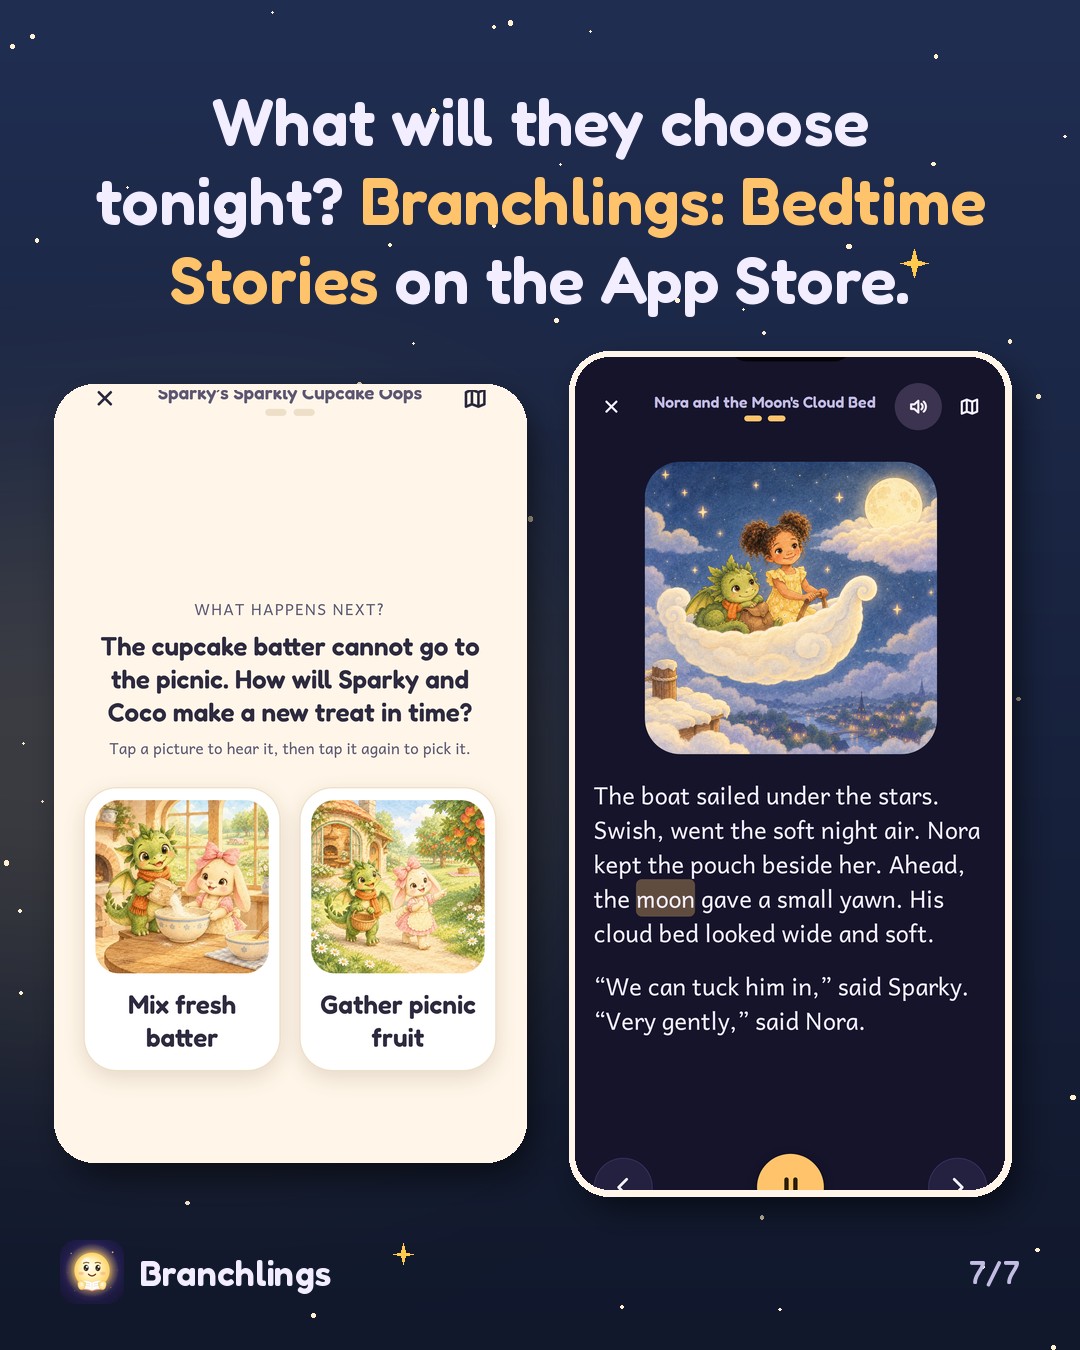 What will they choose
tonight? Branchlings: Bedtime
Stories on the App Store.
Sparky's Sparkly Cupcake Oops
WHAT HAPPENS NEXT?
The cupcake batter cannot go to
the picnic. How will Sparky and
Coco make a new treat in time?
Tap a picture to hear it, then tap it again to pick it.
Mix fresh
batter
Gather picnic
fruit
Nora and the Moon's Cloud Bed
The boat sailed under the stars.
Swish, went the soft night air. Nora
kept the pouch beside her. Ahead,
the moon gave a small yawn. His
cloud bed looked wide and soft.
“We can tuck him in,” said Sparky.
“Very gently,” said Nora.
Branchlings
7/7